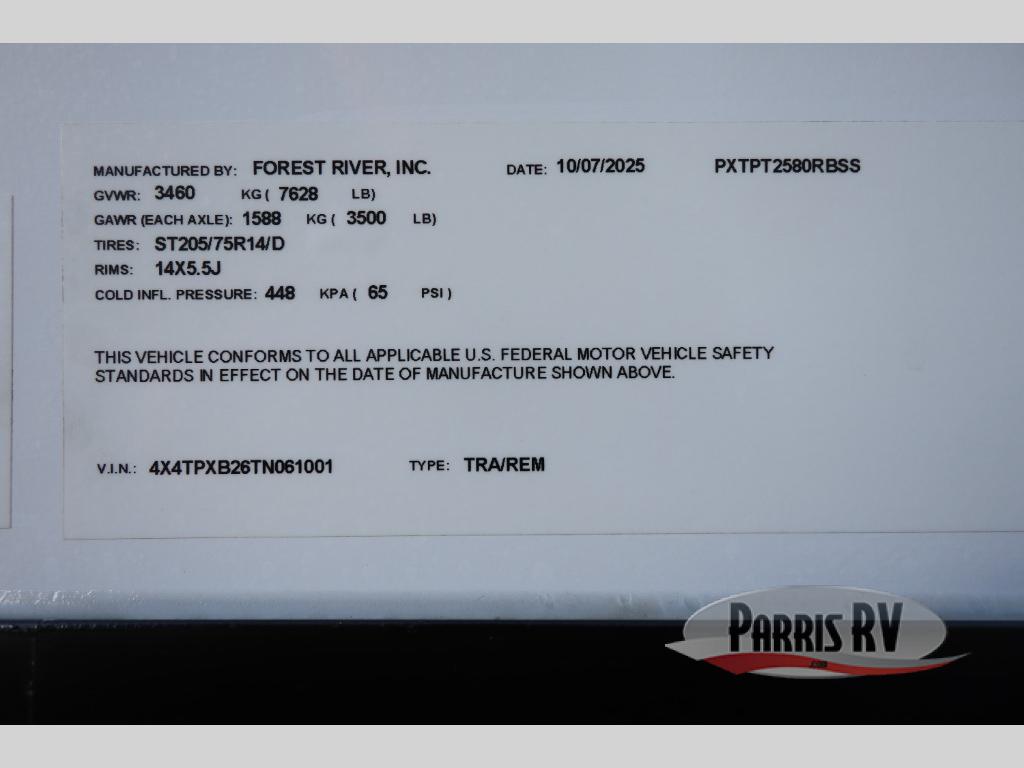 MANUFACTURED BY: FOREST RIVER, INC. DATE: 10/07/2025 PXTPT2580RBSS
GVWR: 3460 KG ( 7628 LB)
GAWR (EACH AXLE): 1588 KG ( 3500 LB)
TIRES: ST205/75R14/D
RIMS: 14X5.5J
COLD INFL. PRESSURE: 448 KPA ( 65 PSI )
THIS VEHICLE CONFORMS TO ALL APPLICABLE U.S. FEDERAL MOTOR VEHICLE SAFETY
STANDARDS IN EFFECT ON THE DATE OF MANUFACTURE SHOWN ABOVE.
V.I.N.: 4X4TPXB26TN061001 TYPE: TRA/REM
PARRIS RV
.com